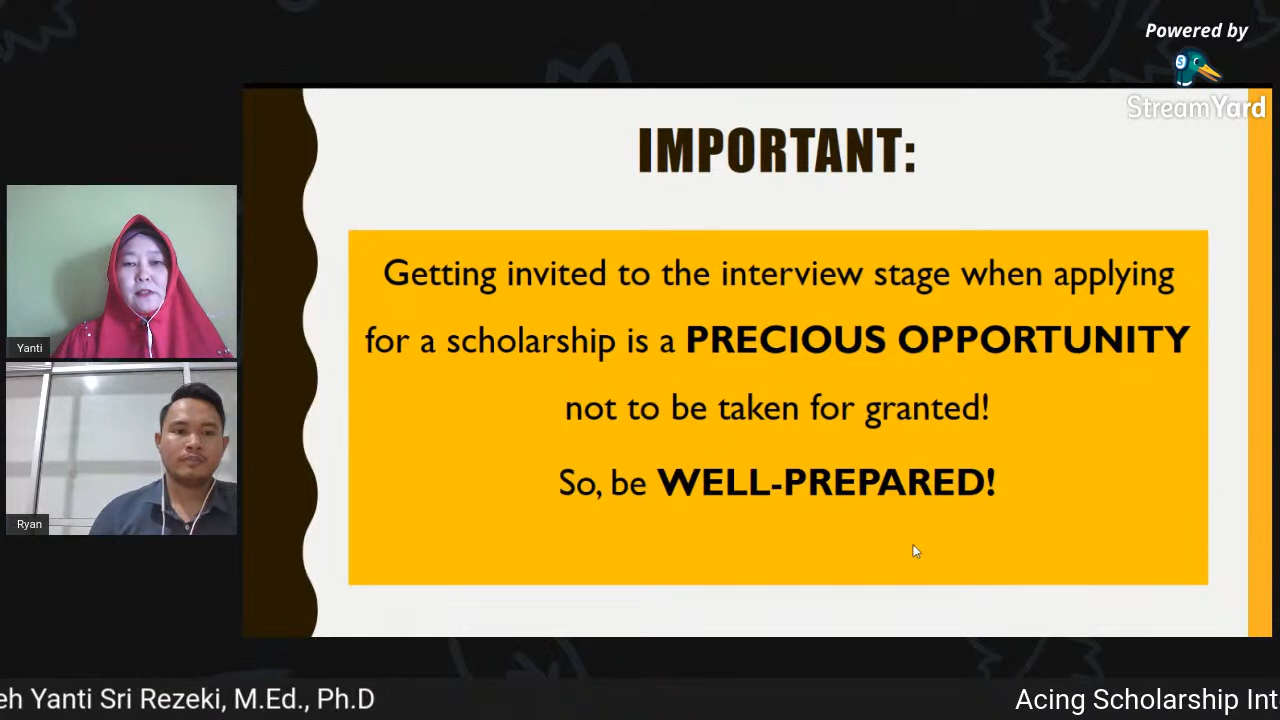 Powered by
StreamYard
IMPORTANT:
Getting invited to the interview stage when applying
for a scholarship is a PRECIOUS OPPORTUNITY
not to be taken for granted!
So, be WELL-PREPARED!
Yanti
Ryan
eh Yanti Sri Rezeki, M.Ed., Ph.D
Acing Scholarship Int